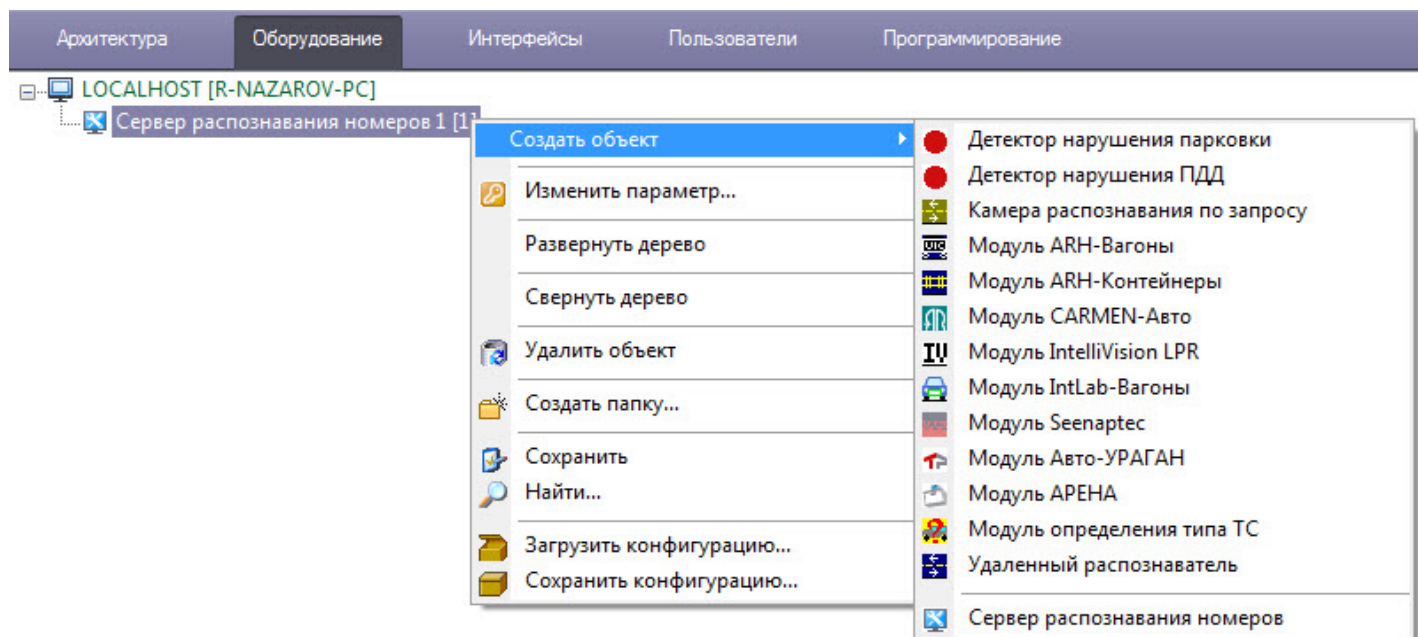 Архитектура Оборудование Интерфейсы Пользователи Программирование
LOCALHOST [R-NAZAROV-PC]
Сервер распознавания номеров 1 [1]
Создать объект
Изменить параметр...
Развернуть дерево
Свернуть дерево
Удалить объект
Создать папку...
Сохранить
Найти...
Загрузить конфигурацию...
Сохранить конфигурацию...
Детектор нарушения парковки
Детектор нарушения ПДД
Камера распознавания по запросу
Модуль ARH-Вагоны
Модуль ARH-Контейнеры
Модуль CARMEN-Авто
Модуль IntelliVision LPR
Модуль IntLab-Вагоны
Модуль Seenaptec
Модуль Авто-УРАГАН
Модуль АРЕНА
Модуль определения типа ТС
Удаленный распознаватель
Сервер распознавания номеров